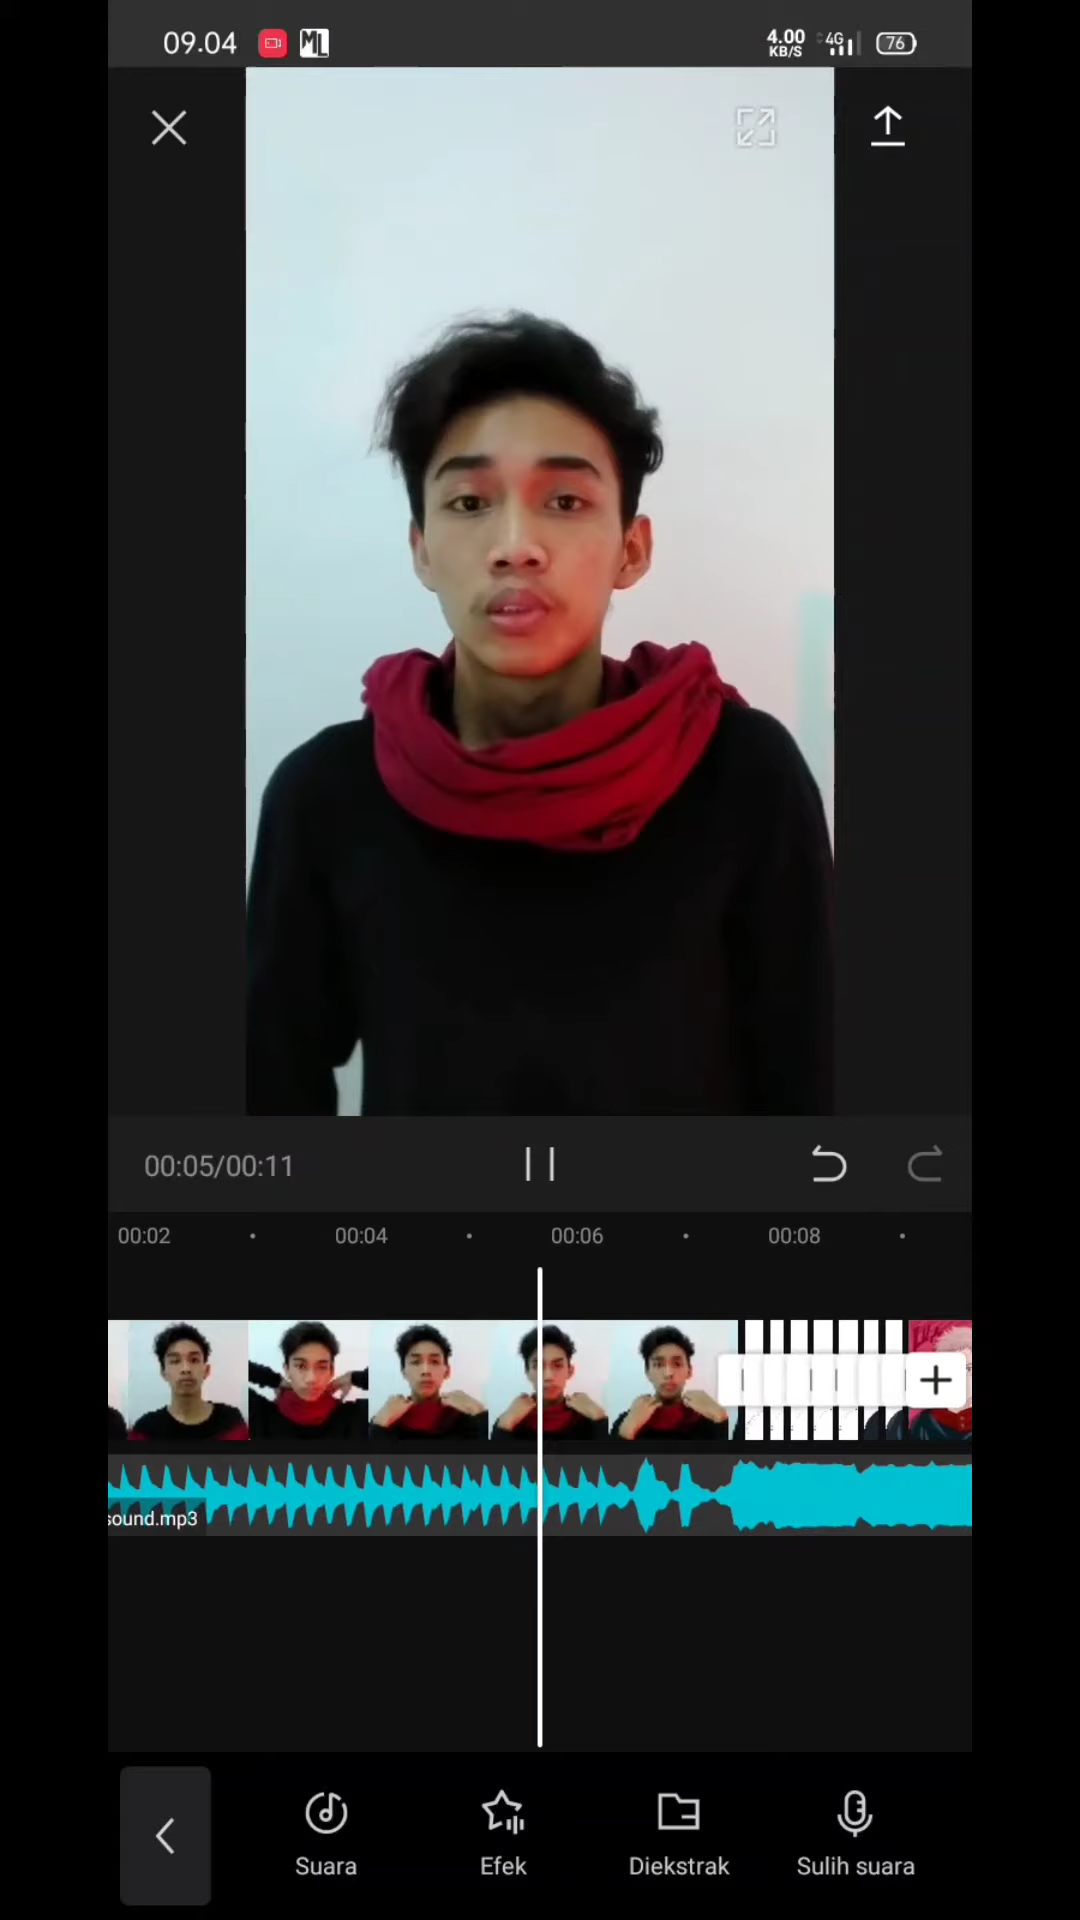 09.04
ML
4.00
KB/S
4G
76
00:05/00:11
00:02
00:04
00:06
00:08
sound.mp3
Suara
Efek
Diekstrak
Sulih suara